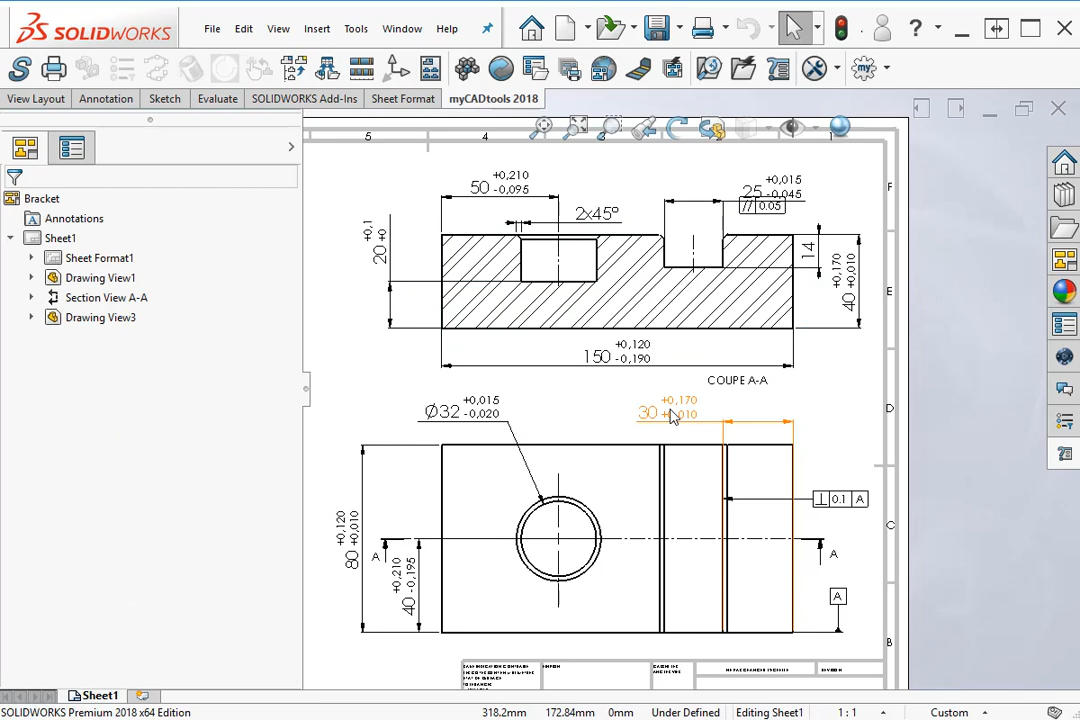 SOLIDWORKS
File Edit View Insert Tools Window Help
?
View Layout Annotation Sketch Evaluate SOLIDWORKS Add-Ins Sheet Format myCADtools 2018
Bracket
Annotations
Sheet1
Sheet Format1
Drawing View1
Section View A-A
Drawing View3
5 4 3 1
F
E
D
C
B
50 +0,210 -0,095
2x45°
25 +0,015 -0,045
// 0.05
20 +0,1 +0
14
40 +0,170 +0,010
150 +0,120 -0,190
COUPE A-A
Ø32 +0,015 -0,020
30 +0,170 +0,010
⊥ 0.1 A
80 +0,120 +0,010
40 +0,210 -0,195
A
A
A
Sheet1
SOLIDWORKS Premium 2018 x64 Edition 318.2mm 172.84mm 0mm Under Defined Editing Sheet1 1 : 1 Custom